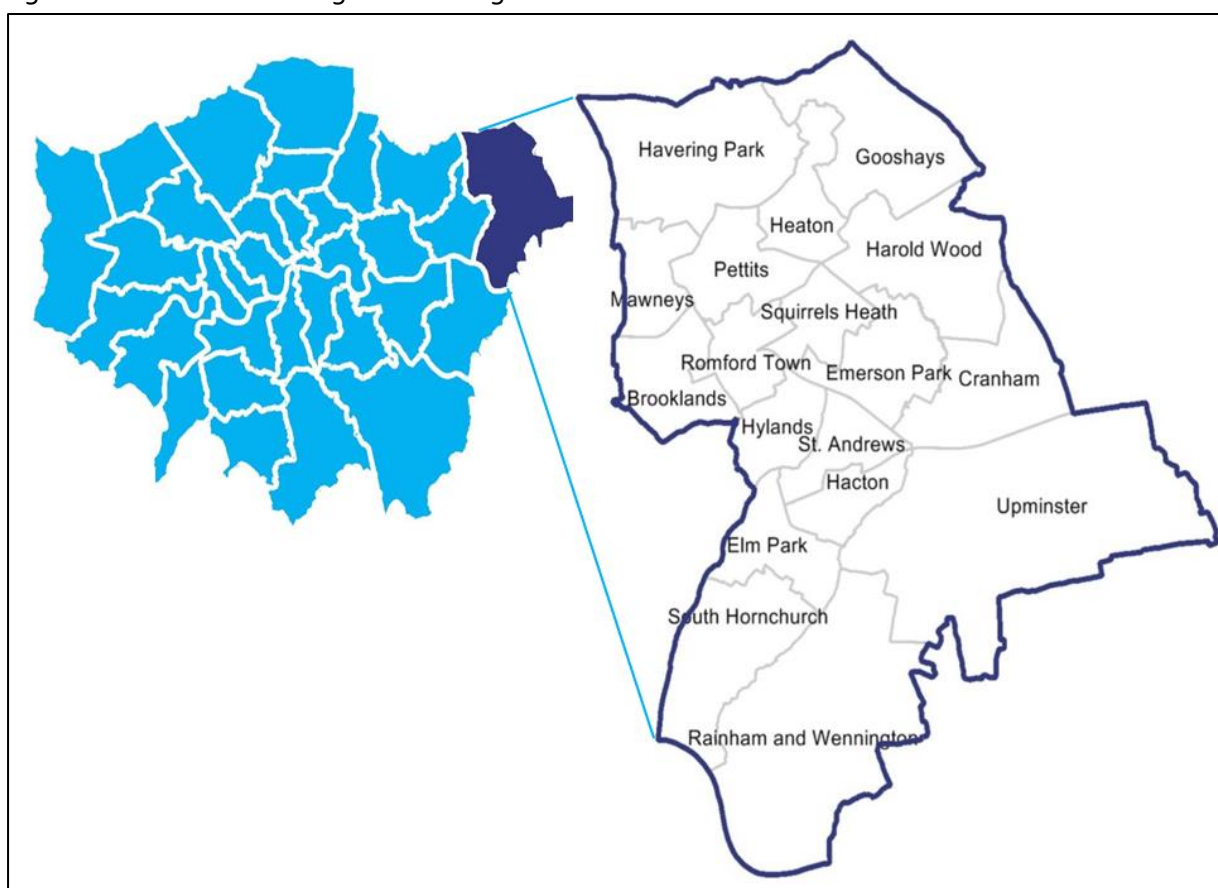 Havering Park
Gooshays
Heaton
Harold Wood
Pettits
Mawneys
Squirrels Heath
Romford Town
Emerson Park
Cranham
Brooklands
Hylands
St. Andrews
Hacton
Upminster
Elm Park
South Hornchurch
Rainham and Wennington